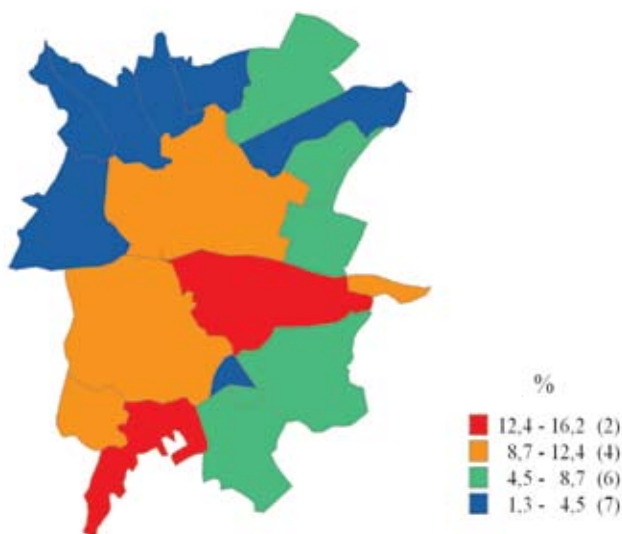 %
12,4 - 16,2 (2)
8,7 - 12,4 (4)
4,5 - 8,7 (6)
1,3 - 4,5 (7)